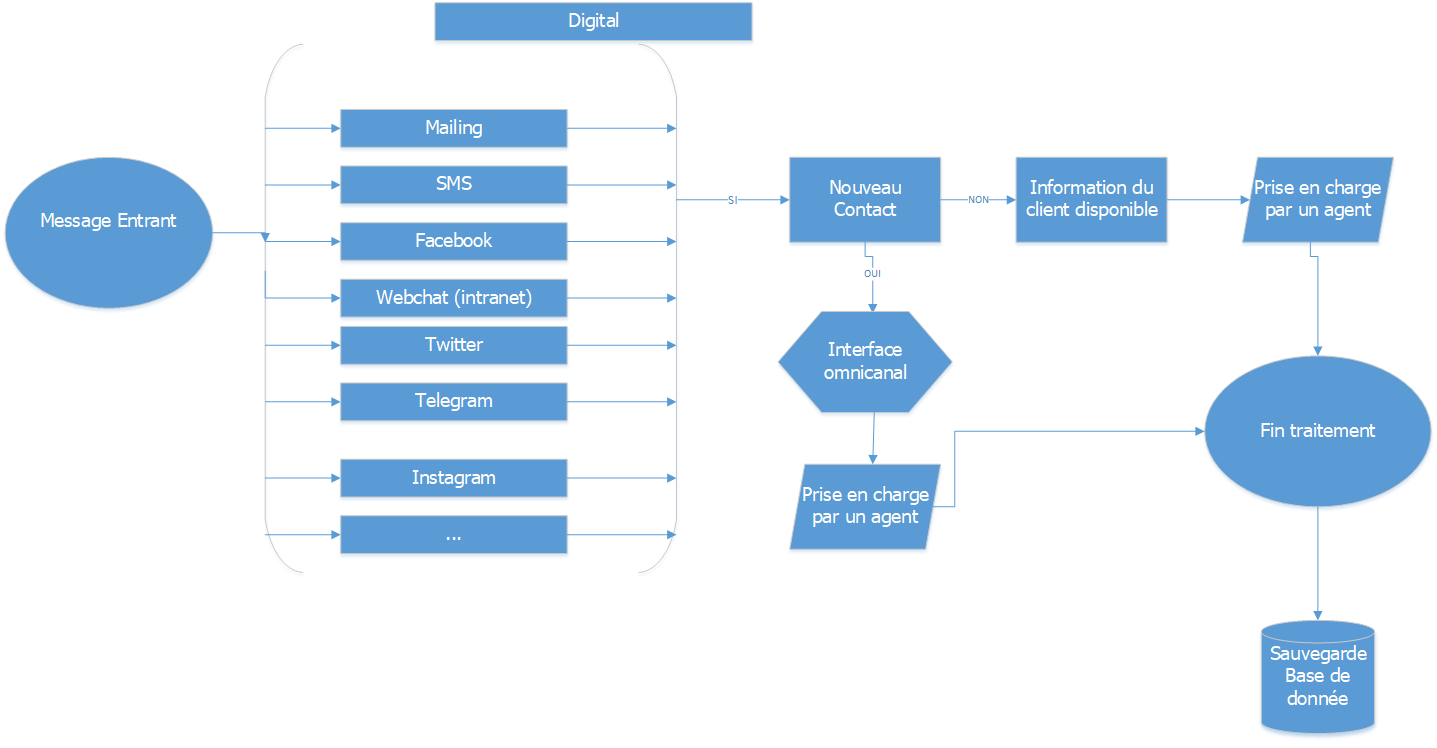 Digital
Message Entrant
Mailing
SMS
Facebook
Webchat (intranet)
Twitter
Telegram
Instagram
...
SI
Nouveau
Contact
NON
Information du
client disponible
Prise en charge
par un agent
OUI
Interface
omnicanal
Prise en charge
par un agent
Fin traitement
Sauvegarde
Base de
donnée